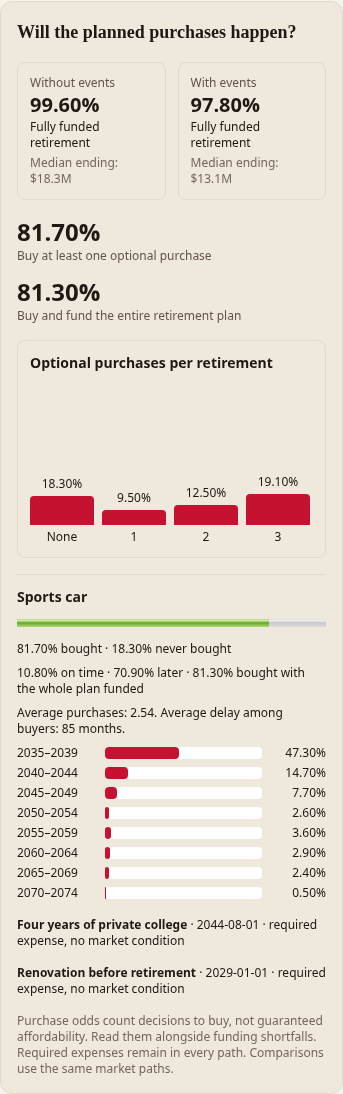 Will the planned purchases happen?
Without events
99.60%
Fully funded
retirement
Median ending:
$18.3M
With events
97.80%
Fully funded
retirement
Median ending:
$13.1M
81.70%
Buy at least one optional purchase
81.30%
Buy and fund the entire retirement plan
Optional purchases per retirement
18.30% 9.50% 12.50% 19.10%
None 1 2 3
Sports car
81.70% bought · 18.30% never bought
10.80% on time · 70.90% later · 81.30% bought with
the whole plan funded
Average purchases: 2.54. Average delay among
buyers: 85 months.
2035–2039 47.30%
2040–2044 14.70%
2045–2049 7.70%
2050–2054 2.60%
2055–2059 3.60%
2060–2064 2.90%
2065–2069 2.40%
2070–2074 0.50%
Four years of private college · 2044-08-01 · required
expense, no market condition
Renovation before retirement · 2029-01-01 · required
expense, no market condition
Purchase odds count decisions to buy, not guaranteed
affordability. Read them alongside funding shortfalls.
Required expenses remain in every path. Comparisons
use the same market paths.